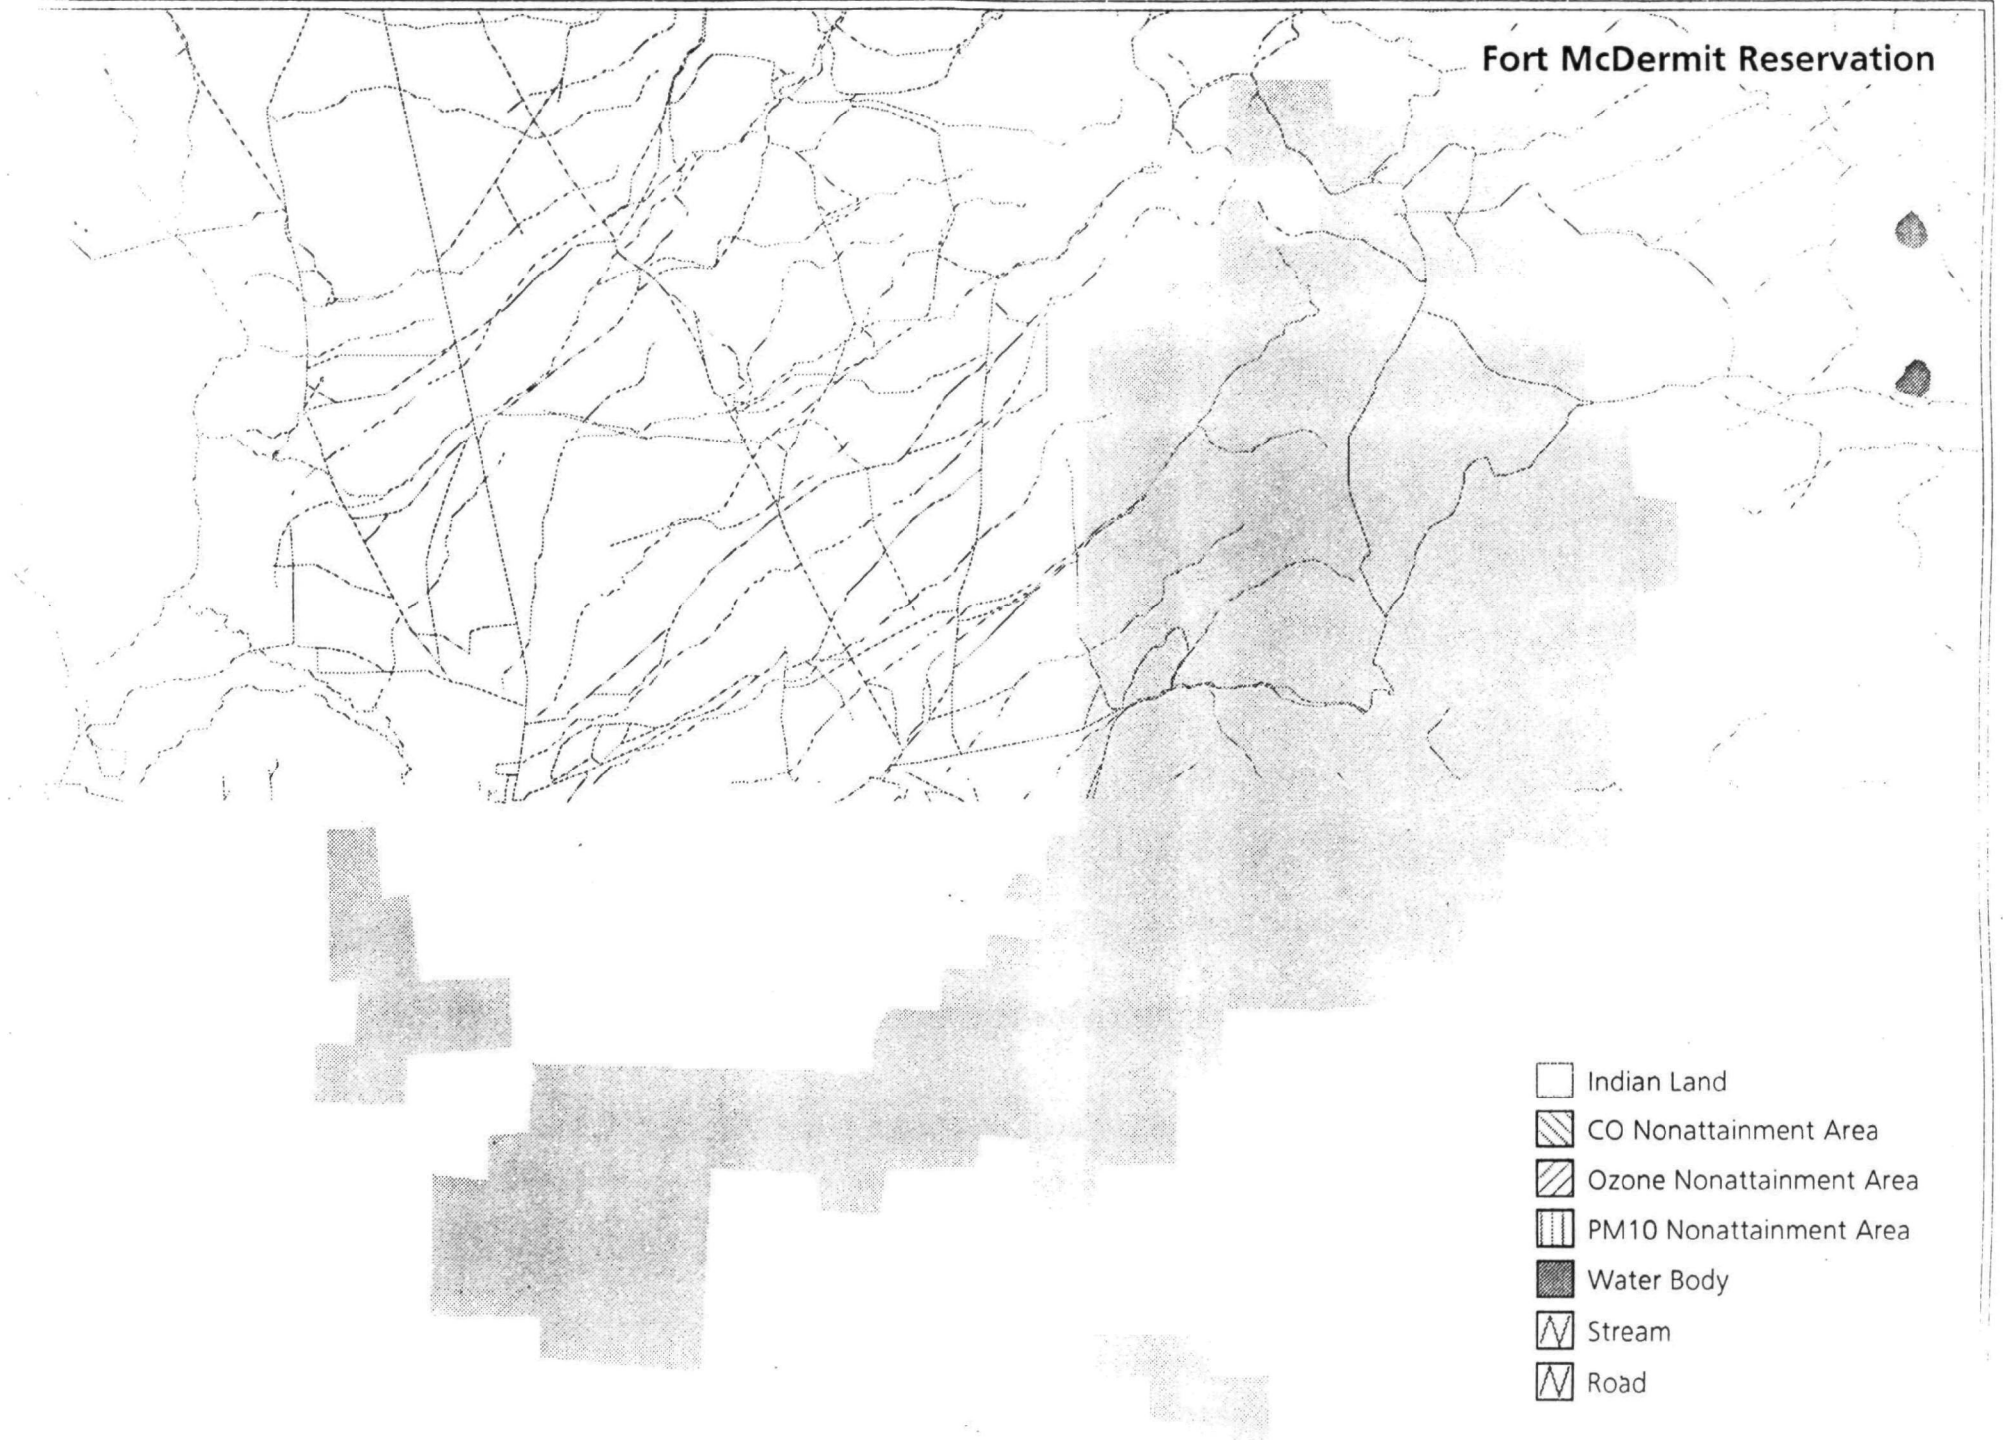 Fort McDermit Reservation
Indian Land
CO Nonattainment Area
Ozone Nonattainment Area
PM10 Nonattainment Area
Water Body
Stream
Road